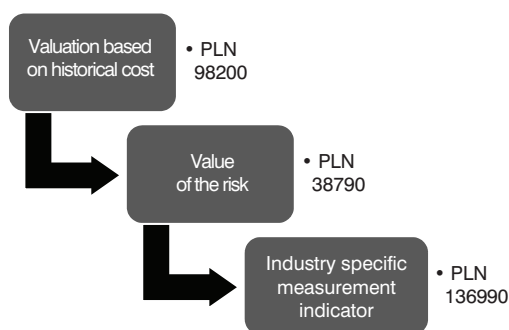 Valuation based
on historical cost
• PLN
98200
Value
of the risk
• PLN
38790
Industry specific
measurement
indicator
• PLN
136990